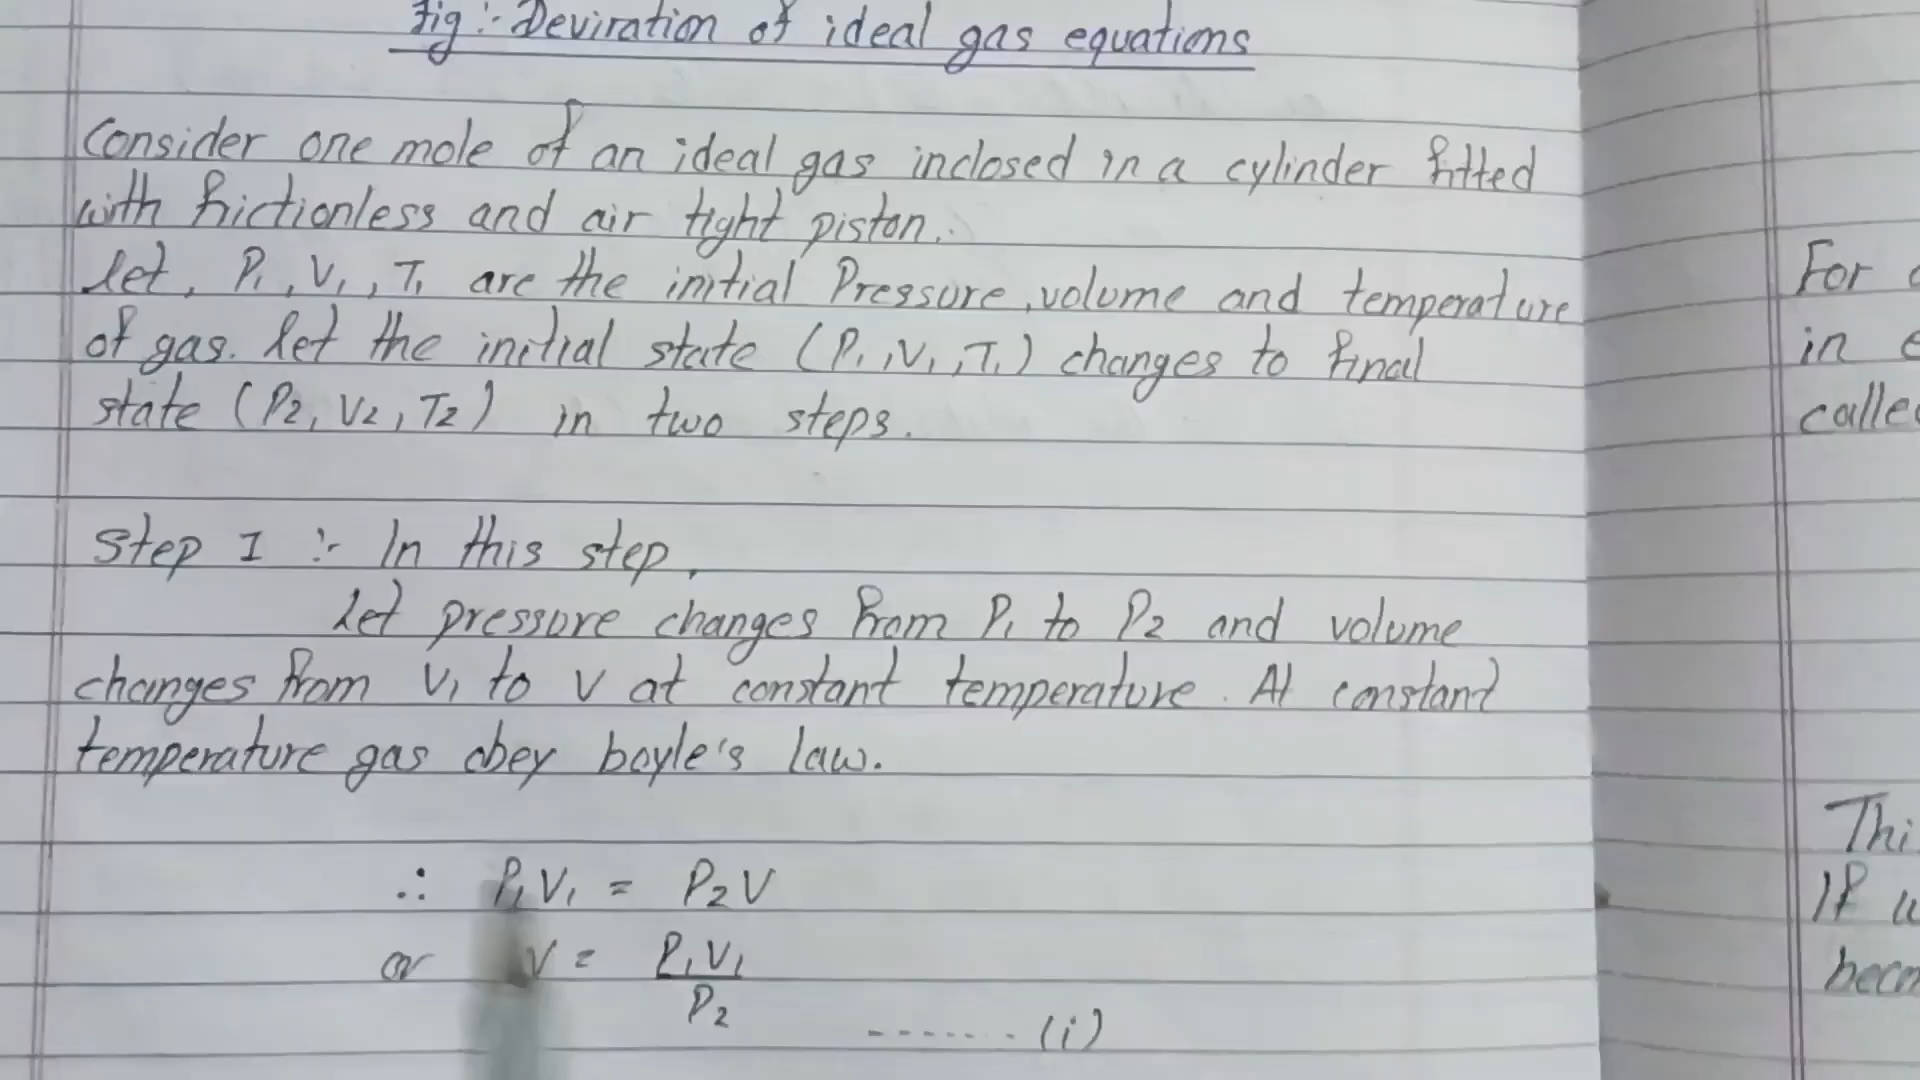 Fig :- Deviration of ideal gas equations
Consider one mole of an ideal gas inclosed in a cylinder fitted
with frictionless and air tight piston.
Let, P₁, V₁, T₁ are the initial Pressure, volume and temperature
of gas. Let the initial state (P₁, V₁, T₁) changes to final
state (P2, V2, T2) in two steps.
Step I :- In this step,
Let pressure changes from P₁ to P2 and volume
changes from V₁ to V at constant temperature. At constant
temperature gas obey boyle's law.
∴ P₁V₁ = P2V
or V = P₁V₁
P2
------- (i)
For
in
Thi
If